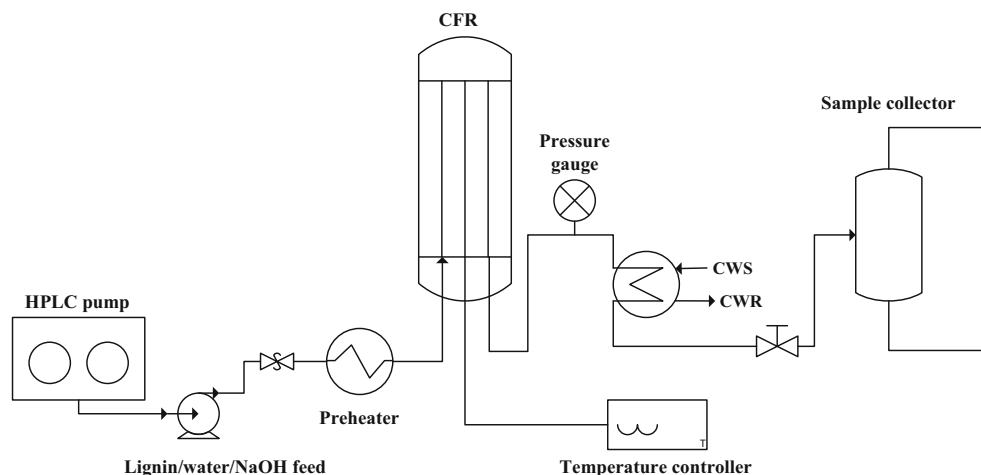 CFR
Sample collector
Pressure
gauge
CWS
CWR
HPLC pump
Preheater
Lignin/water/NaOH feed
Temperature controller
T